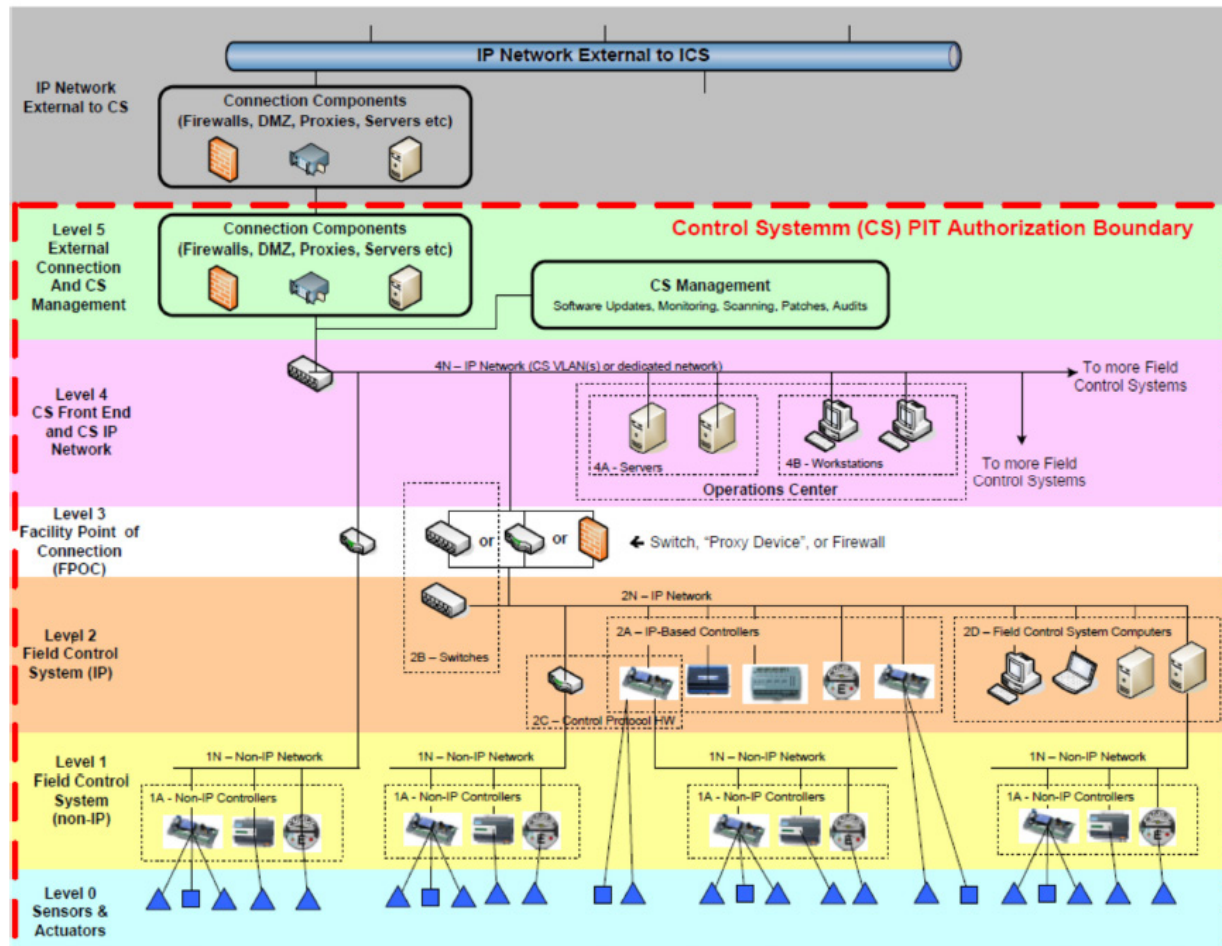 IP Network External to ICS
IP Network
External to CS
Connection Components
(Firewalls, DMZ, Proxies, Servers etc)
Level 5
External
Connection
And CS
Management
Connection Components
(Firewalls, DMZ, Proxies, Servers etc)
Control Systemm (CS) PIT Authorization Boundary
CS Management
Software Updates, Monitoring, Scanning, Patches, Audits
Level 4
CS Front End
and CS IP
Network
4N – IP Network (CS VLAN(s) or dedicated network)
To more Field
Control Systems
4A - Servers
4B - Workstations
Operations Center
To more Field
Control Systems
Level 3
Facility Point of
Connection
(FPOC)
or
or
Switch, “Proxy Device”, or Firewall
Level 2
Field Control
System (IP)
2N – IP Network
2B – Switches
2A – IP-Based Controllers
2D – Field Control System Computers
E
2C – Control Protocol HW
Level 1
Field Control
System
(non-IP)
1N – Non-IP Network
1N – Non-IP Network
1N – Non-IP Network
1N – Non-IP Network
1A - Non-IP Controllers
1A - Non-IP Controllers
1A - Non-IP Controllers
1A - Non-IP Controllers
E
E
E
E
Level 0
Sensors &
Actuators